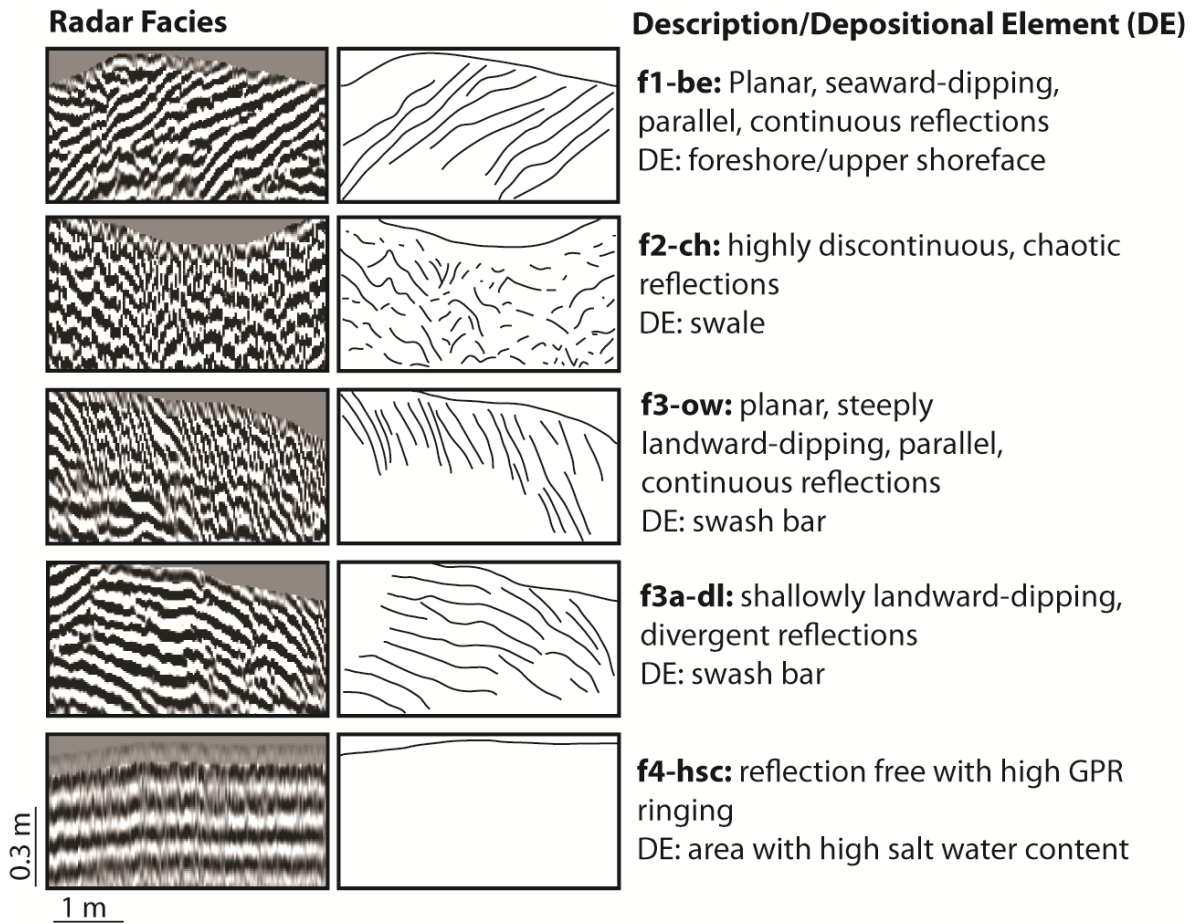 Radar Facies
Description/Depositional Element (DE)
f1-be: Planar, seaward-dipping,
parallel, continuous reflections
DE: foreshore/upper shoreface
f2-ch: highly discontinuous, chaotic
reflections
DE: swale
f3-ow: planar, steeply
landward-dipping, parallel,
continuous reflections
DE: swash bar
f3a-dl: shallowly landward-dipping,
divergent reflections
DE: swash bar
f4-hsc: reflection free with high GPR
ringing
DE: area with high salt water content
0.3 m
1 m